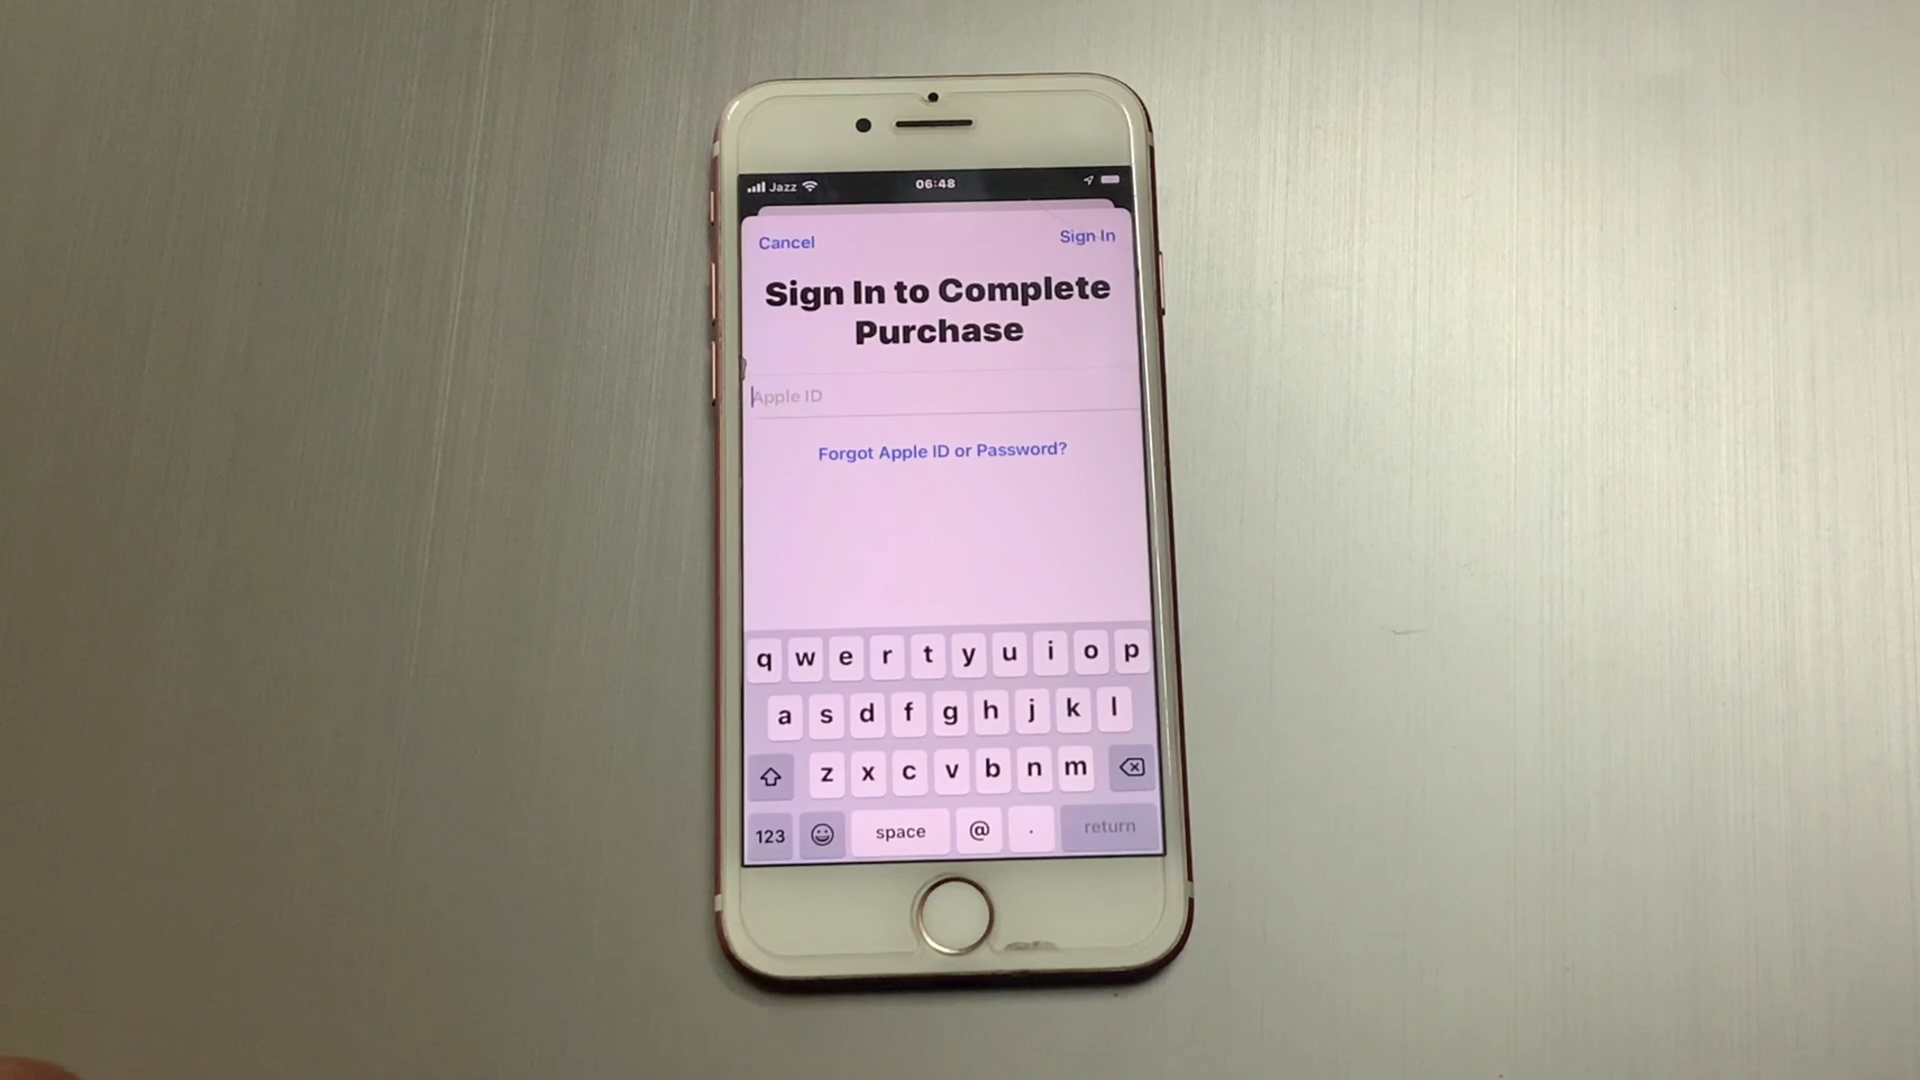 Jazz 06:48
Cancel Sign In
Sign In to Complete
Purchase
Apple ID
Forgot Apple ID or Password?
q w e r t y u i o p
a s d f g h j k l
z x c v b n m
123 space @ . return